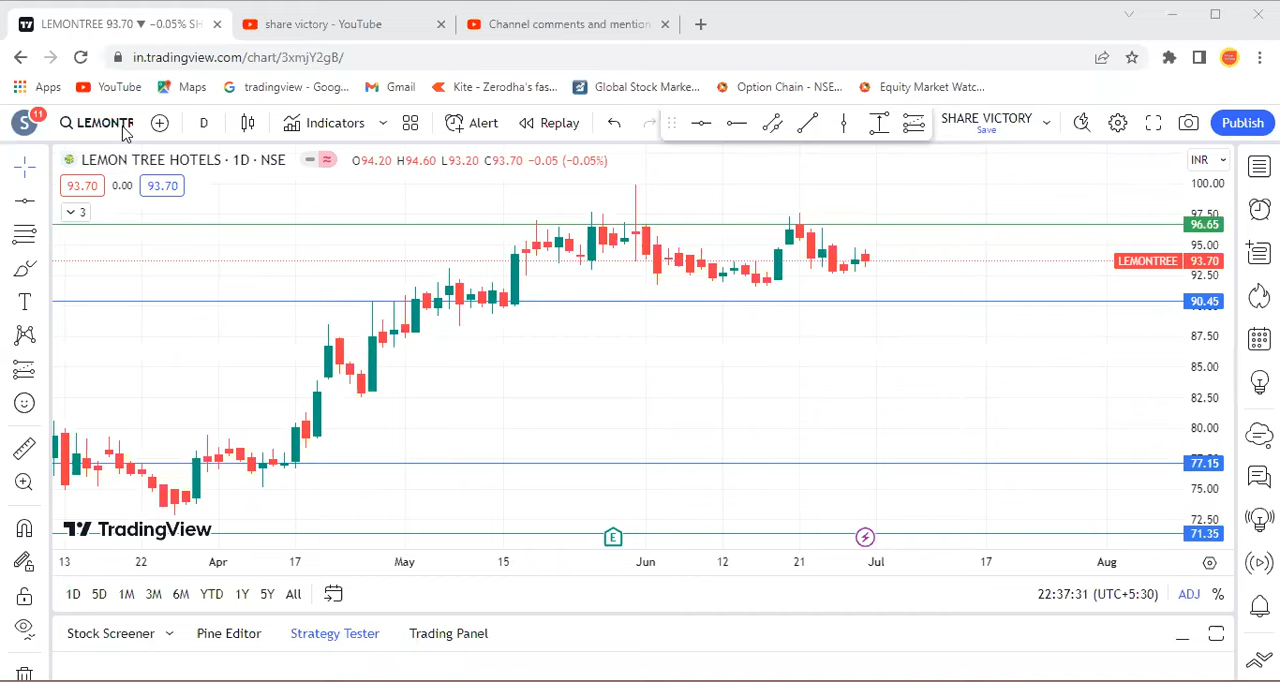 LEMONTREE 93.70 ▼ −0.05% SH
share victory - YouTube
Channel comments and mention
in.tradingview.com/chart/3xmjY2gB/
Apps
YouTube
Maps
tradingview - Goog...
Gmail
Kite - Zerodha's fas...
Global Stock Marke...
Option Chain - NSE...
Equity Market Watc...
S
11
LEMONTR
D
Indicators
Alert
Replay
SHARE VICTORY
Save
Publish
LEMON TREE HOTELS · 1D · NSE
O94.20 H94.60 L93.20 C93.70 −0.05 (−0.05%)
INR
93.70
0.00
93.70
3
100.00
97.50
96.65
95.00
LEMONTREE 93.70
92.50
90.45
87.50
85.00
82.50
80.00
77.15
75.00
72.50
71.35
TradingView
E
13
22
Apr
17
May
15
Jun
12
21
Jul
17
Aug
1D
5D
1M
3M
6M
YTD
1Y
5Y
All
22:37:31 (UTC+5:30)
ADJ
%
Stock Screener
Pine Editor
Strategy Tester
Trading Panel